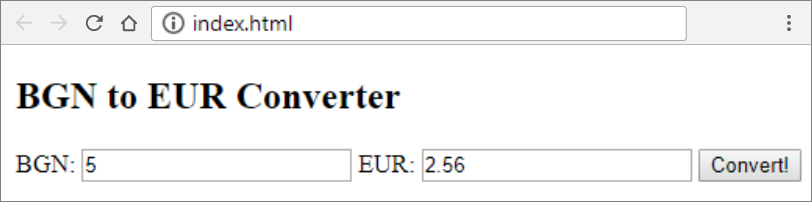 index.html
BGN to EUR Converter
BGN: 5 EUR: 2.56 Convert!